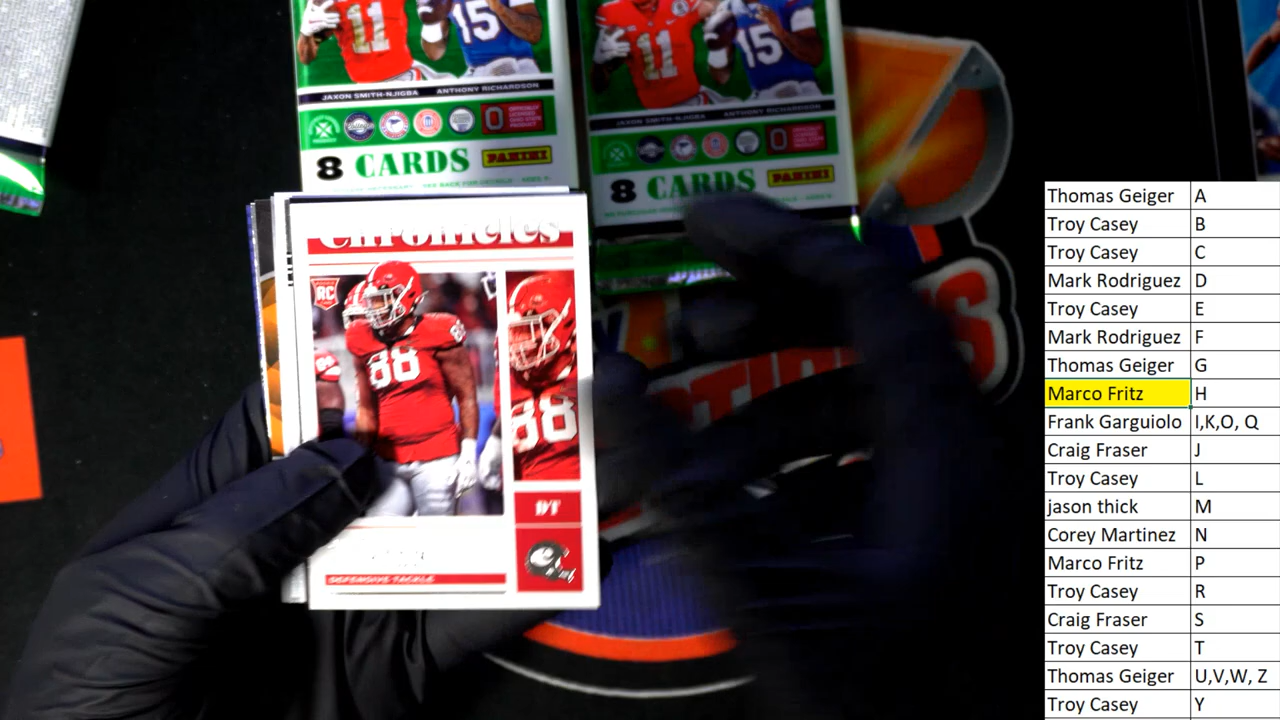 11
15
JAXON SMITH-NJIGBA ANTHONY RICHARDSON
8 CARDS PANINI
11
15
JAXON SMITH-NJIGBA ANTHONY RICHARDSON
8 CARDS PANINI
Chronicles
RC
88
88
88
DT
DEFENSIVE TACKLE
Thomas Geiger A
Troy Casey B
Troy Casey C
Mark Rodriguez D
Troy Casey E
Mark Rodriguez F
Thomas Geiger G
Marco Fritz H
Frank Garguiolo I,K,O, Q
Craig Fraser J
Troy Casey L
jason thick M
Corey Martinez N
Marco Fritz P
Troy Casey R
Craig Fraser S
Troy Casey T
Thomas Geiger U,V,W, Z
Troy Casey Y